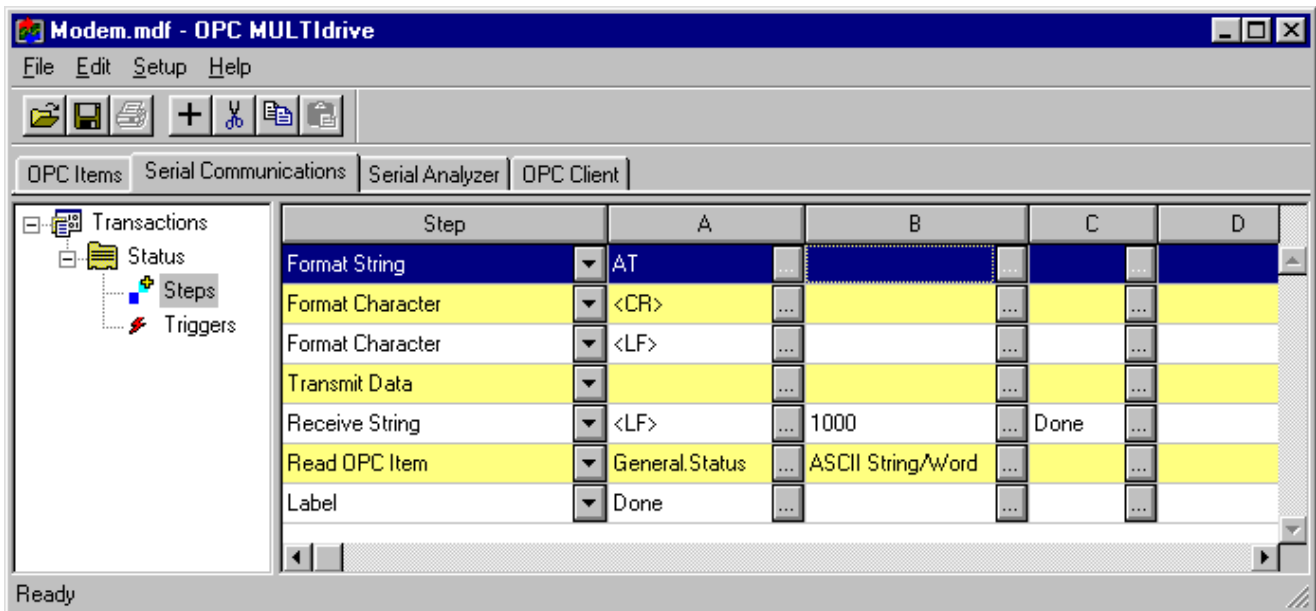 Modem.mdf - OPC MULTIdrive
File Edit Setup Help
OPC Items Serial Communications Serial Analyzer OPC Client
Transactions
Status
Steps
Triggers
Step A B C D
Format String AT ... ... ...
Format Character <CR> ... ... ...
Format Character <LF> ... ... ...
Transmit Data ... ... ...
Receive String <LF> ... 1000 ... Done ...
Read OPC Item General.Status ... ASCII String/Word ... ...
Label Done ... ... ...
Ready